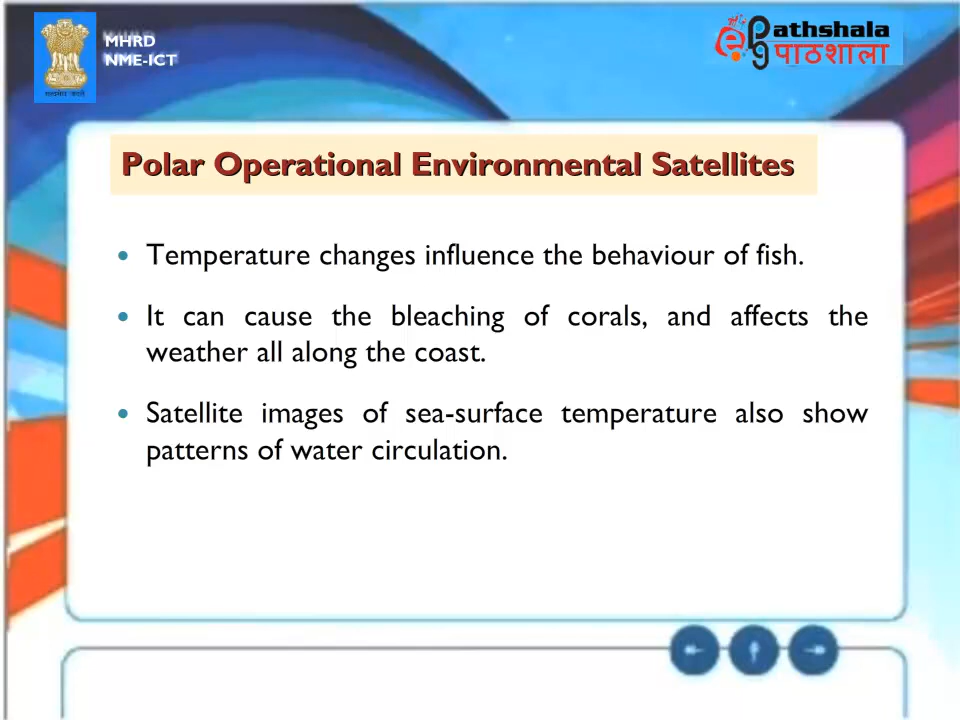 MHRD
NME-ICT
ePathshala
पाठशाला
Polar Operational Environmental Satellites
• Temperature changes influence the behaviour of fish.
• It can cause the bleaching of corals, and affects the
weather all along the coast.
• Satellite images of sea-surface temperature also show
patterns of water circulation.